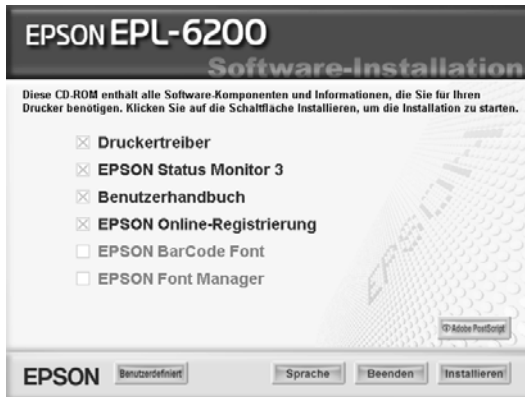 EPSON EPL-6200
Software-Installation
Diese CD-ROM enthält alle Software-Komponenten und Informationen, die Sie für Ihren
Drucker benötigen. Klicken Sie auf die Schaltfläche Installieren, um die Installation zu starten.
Druckertreiber
EPSON Status Monitor 3
Benutzerhandbuch
EPSON Online-Registrierung
EPSON BarCode Font
EPSON Font Manager
EPSON
Adobe PostScript
EPSON
Benutzerdefiniert
Sprache
Beenden
Installieren